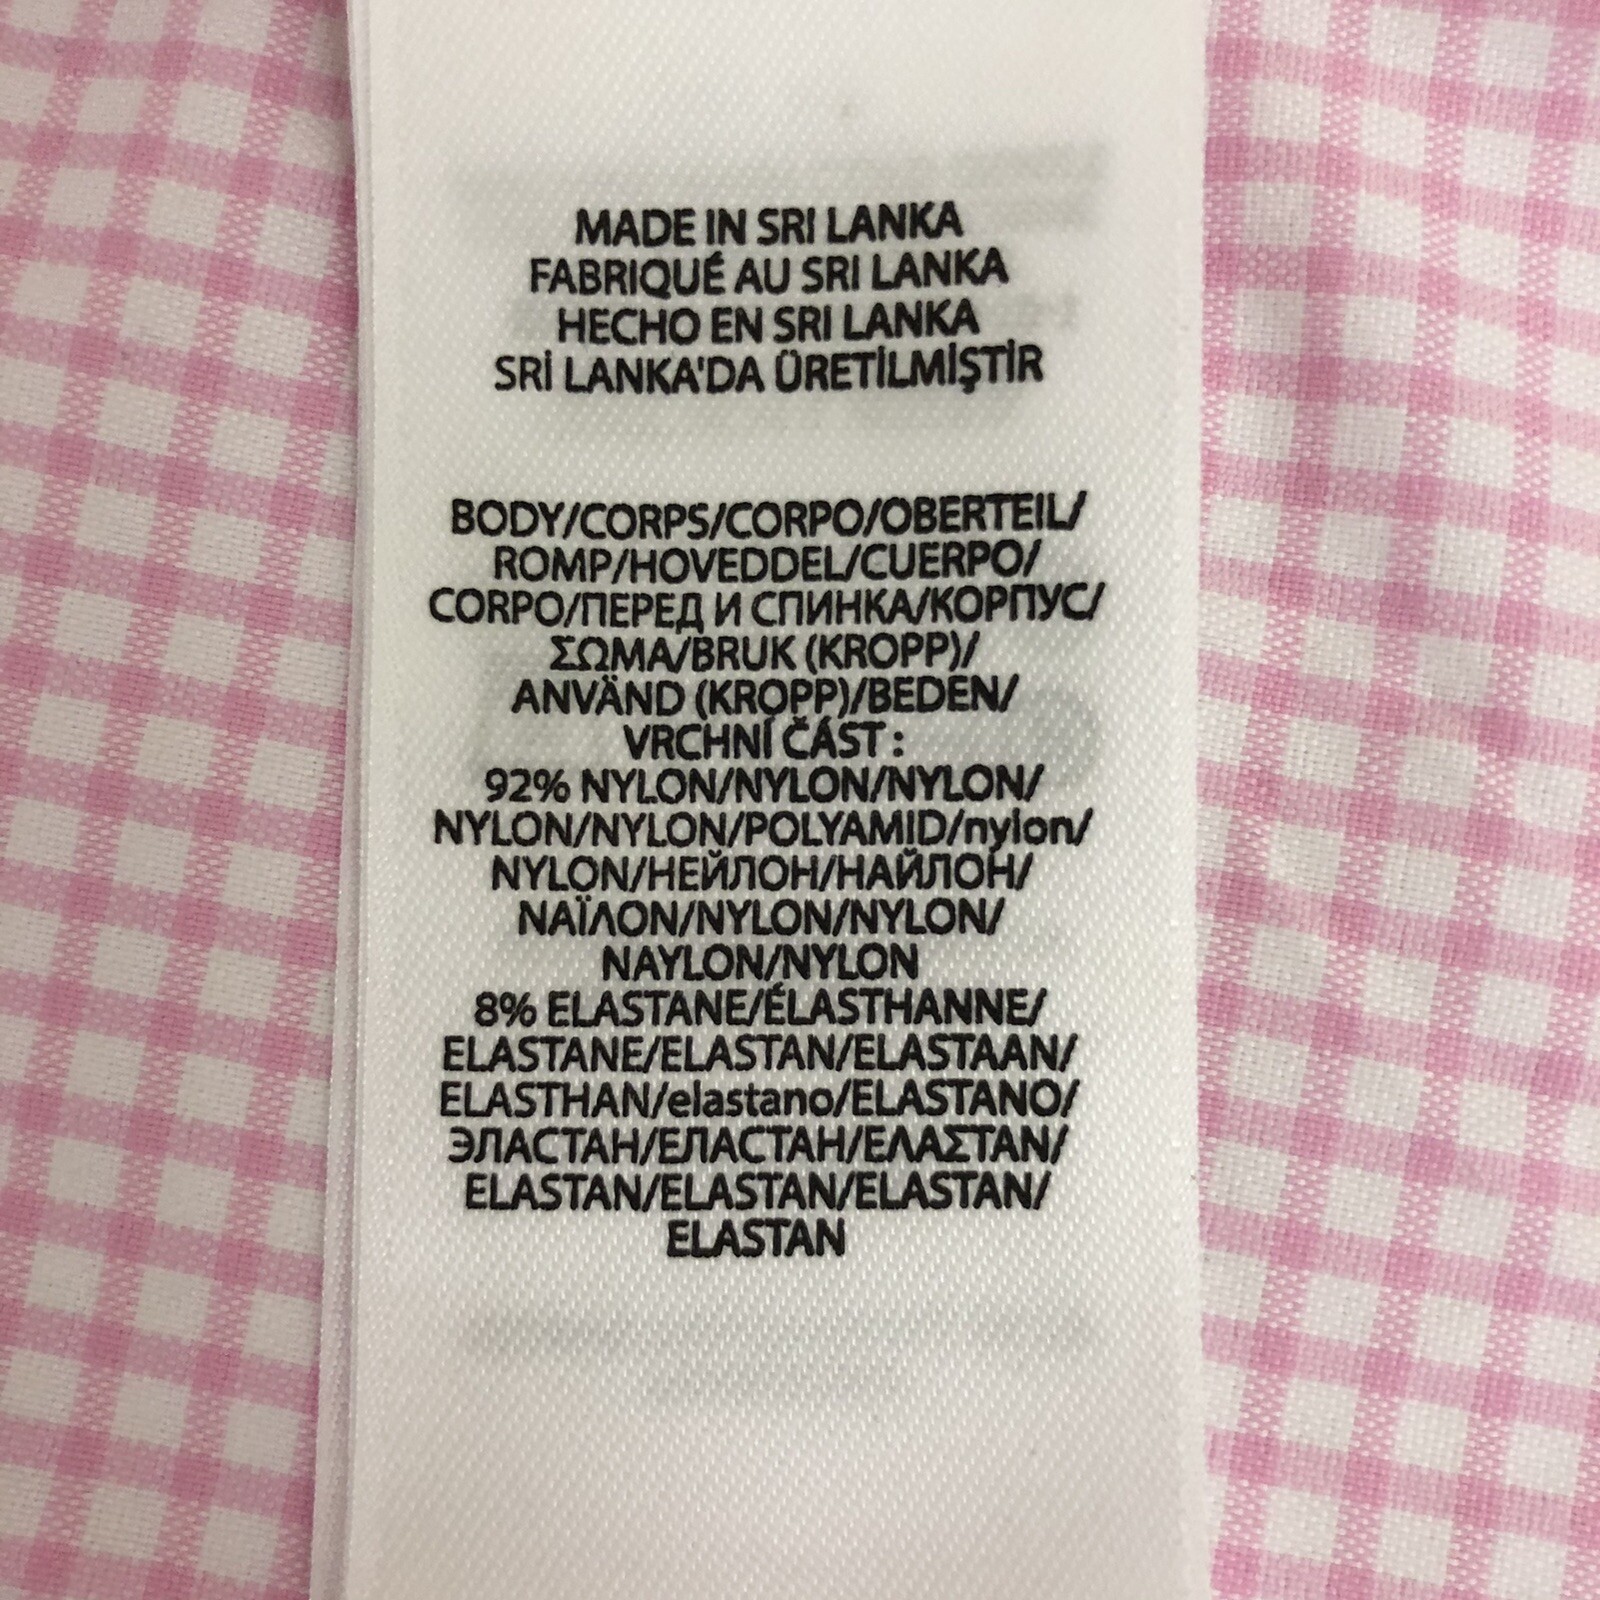 MADE IN SRI LANKA
FABRIQUÉ AU SRI LANKA
HECHO EN SRI LANKA
SRİ LANKA'DA ÜRETİLMİŞTİR
BODY/CORPS/CORPO/OBERTEIL/
ROMP/HOVEDDEL/CUERPO/
CORPO/ПЕРЕД И СПИНКА/КОРПУС/
ΣΩΜΑ/BRUK (KROPP)/
ANVÄND (KROPP)/BEDEN/
VRCHNÍ ČÁST :
92% NYLON/NYLON/NYLON/
NYLON/NYLON/POLYAMID/nylon/
NYLON/НЕЙЛОН/НАЙЛОН/
ΝΑΪΛΟΝ/NYLON/NYLON/
NAYLON/NYLON
8% ELASTANE/ÉLASTHANNE/
ELASTANE/ELASTAN/ELASTAAN/
ELASTHAN/elastano/ELASTANO/
ЭЛАСТАН/ЕЛАСТАН/ΕΛΑΣΤΑΝ/
ELASTAN/ELASTAN/ELASTAN/
ELASTAN